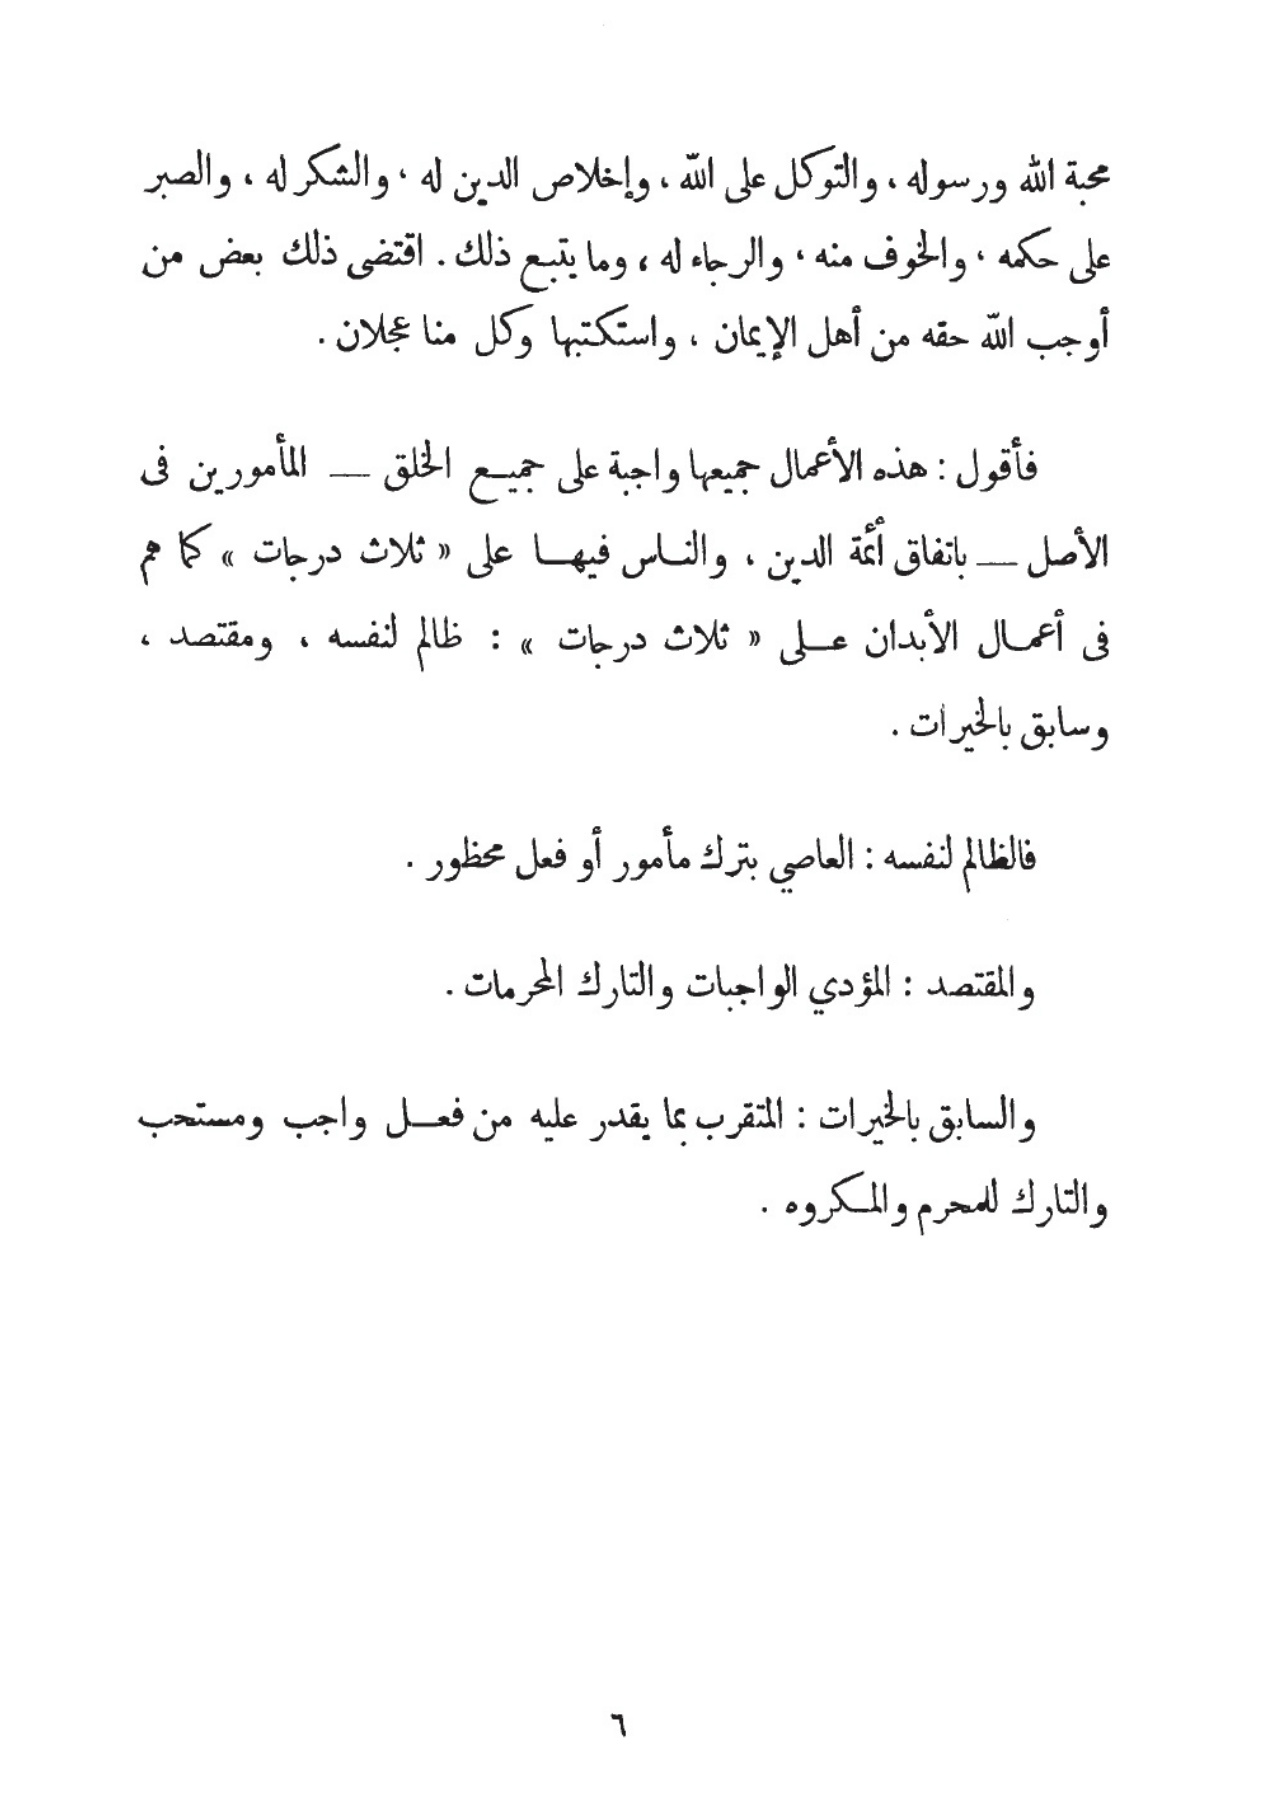 محبة الله ورسوله ، والتوكل على الله ، وإخلاص الدين له ، والشكر له ، والصبر
على حكمه ، والخوف منه ، والرجاء له ، وما يتبع ذلك . اقتضى ذلك بعض من
أوجب الله حقه من أهل الإيمان ، واستكتبها وكل منا عجلان .
فأقول : هذه الأعمال جميعها واجبة على جميع الخلق — المأمورين فى
الأصل — باتفاق أئمة الدين ، والناس فيها على « ثلاث درجات » كما هم
فى أعمال الأبدان على « ثلاث درجات » : ظالم لنفسه ، ومقتصد ،
وسابق بالخيرات .
فالظالم لنفسه : العاصي بترك مأمور أو فعل محظور .
والمقتصد : المؤدي الواجبات والتارك المحرمات .
والسابق بالخيرات : المتقرب بما يقدر عليه من فعل واجب ومستحب
والتارك للمحرم والمكروه .
٦